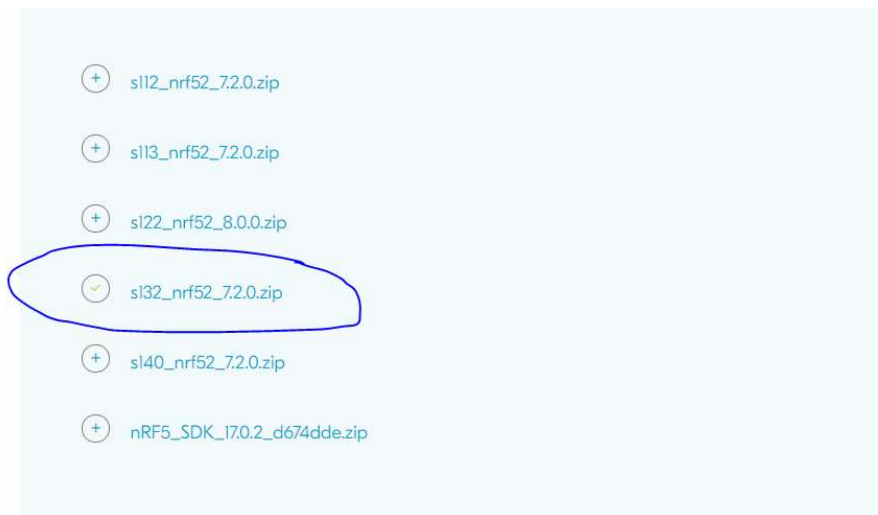 s112_nrf52_7.2.0.zip
s113_nrf52_7.2.0.zip
s122_nrf52_8.0.0.zip
s132_nrf52_7.2.0.zip
s140_nrf52_7.2.0.zip
nRF5_SDK_17.0.2_d674dde.zip